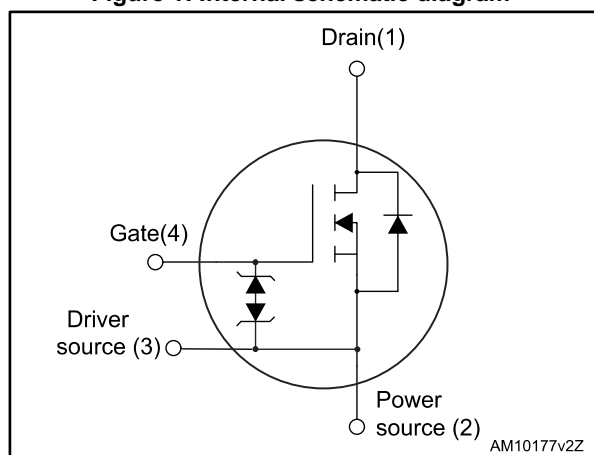 Figure 1. Internal schematic diagram
Drain(1)
Gate(4)
Driver
source (3)
Power
source (2)
AM10177v2Z